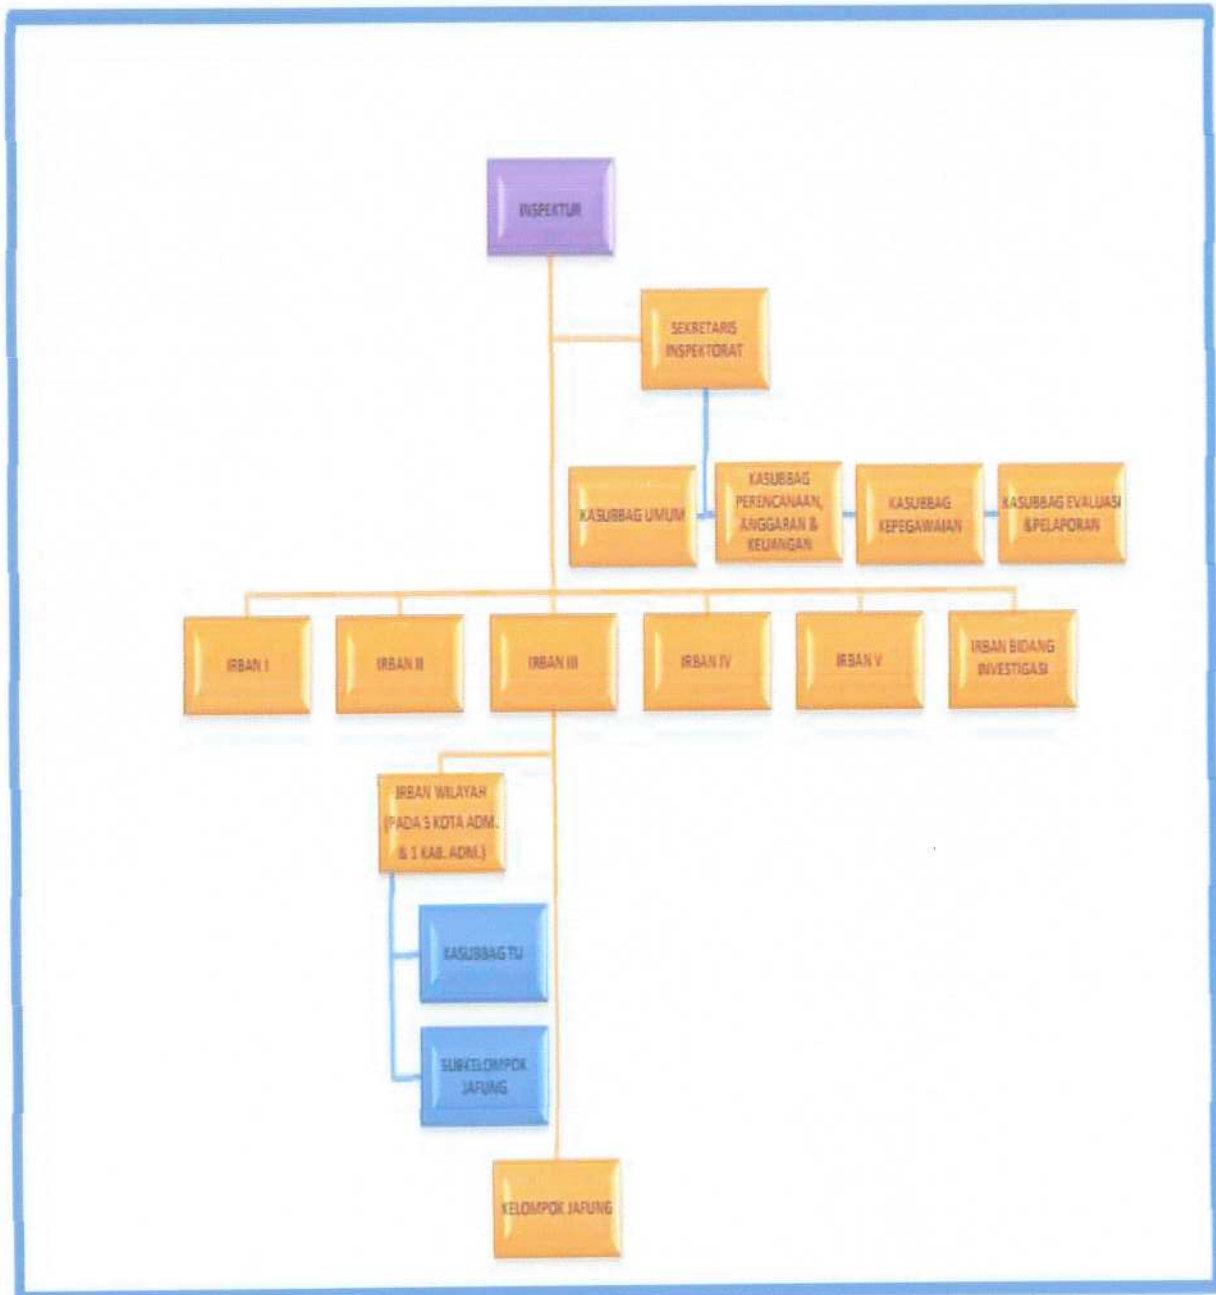 INSPEKTUR
SEKRETARIS
INSPEKTORAT
KASUBBAG UMUM
KASUBBAG
PERENCANAAN,
ANGGARAN &
KEUANGAN
KASUBBAG
KEPEGAWAIAN
KASUBBAG EVALUASI
&PELAPORAN
IRBAN I
IRBAN II
IRBAN III
IRBAN IV
IRBAN V
IRBAN BIDANG
INVESTIGASI
IRBAN WILAYAH
(PADA 5 KOTA ADM.
& 1 KAB. ADM.)
KASUBBAG TU
SUBKELOMPOK
JAFUNG
KELOMPOK JAFUNG